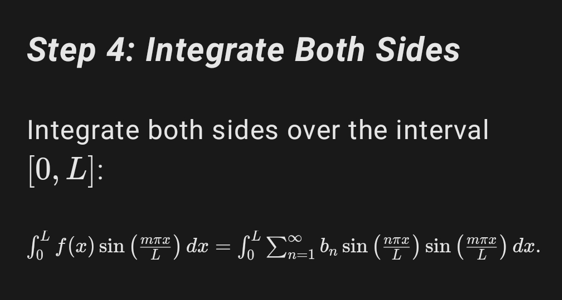 Step 4: Integrate Both Sides
Integrate both sides over the interval
[0, L]:
∫₀ᴸ f(x) sin (mπx/L) dx = ∫₀ᴸ ∑ₙ₌₁^∞ bₙ sin (nπx/L) sin (mπx/L) dx.